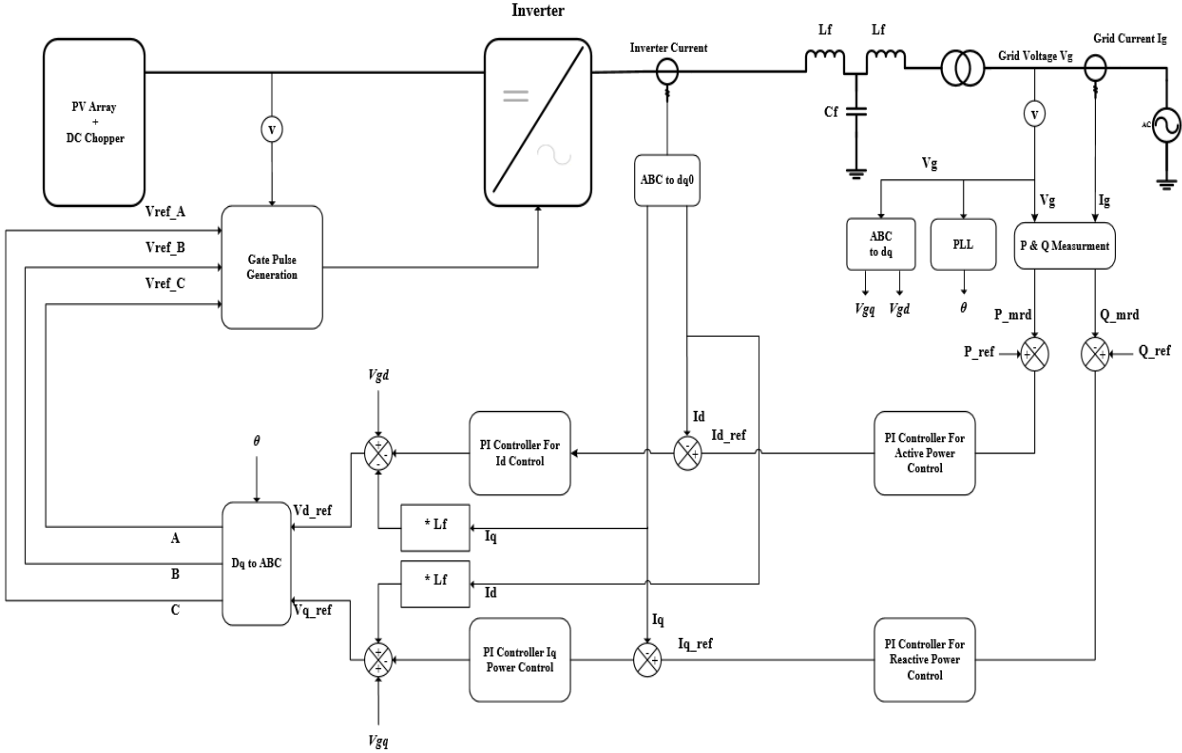 Inverter
PV Array
+
DC Chopper
v
Inverter Current
Lf
Lf
Cf
Grid Voltage Vg
Grid Current Ig
v
AC
ABC to dq0
Vg
Vg
Ig
ABC
to dq
PLL
P & Q Measurment
Vgq
Vgd
θ
P_mrd
Q_mrd
P_ref
- +
- +
Q_ref
Vref_A
Vref_B
Vref_C
Gate Pulse
Generation
Vgd
θ
Id
Id_ref
+ - -
PI Controller For
Id Control
- +
PI Controller For
Active Power
Control
Vd_ref
* Lf
Iq
A
B
C
Dq to ABC
* Lf
Id
Vq_ref
Iq
Iq_ref
+ - +
PI Controller Iq
Power Control
- +
PI Controller For
Reactive Power
Control
Vgq